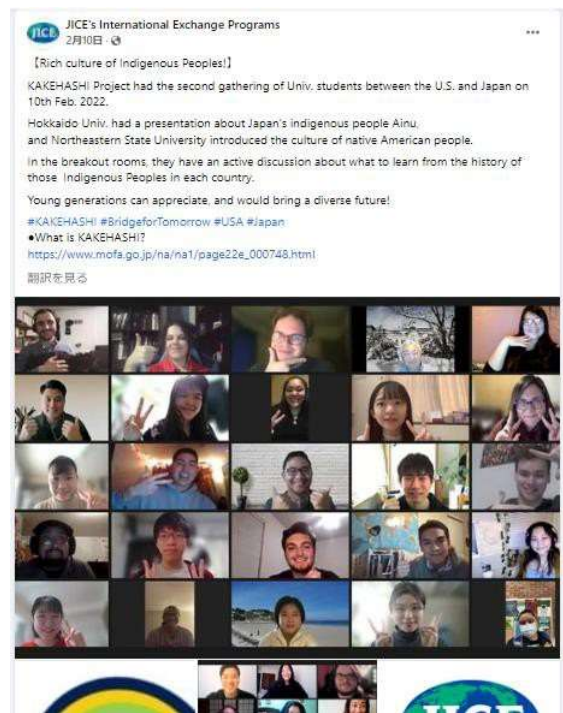 JICE
JICE's International Exchange Programs
2月10日 ·
【Rich culture of Indigenous Peoples!】
KAKEHASHI Project had the second gathering of Univ. students between the U.S. and Japan on
10th Feb. 2022.
Hokkaido Univ. had a presentation about Japan's indigenous people Ainu,
and Northeastern State University introduced the culture of native American people.
In the breakout rooms, they have an active discussion about what to learn from the history of
those Indigenous Peoples in each country.
Young generations can appreciate, and would bring a diverse future!
#KAKEHASHI #BridgeforTomorrow #USA #Japan
●What is KAKEHASHI?
https://www.mofa.go.jp/na/na1/page22e_000748.html
翻訳を見る
JICE